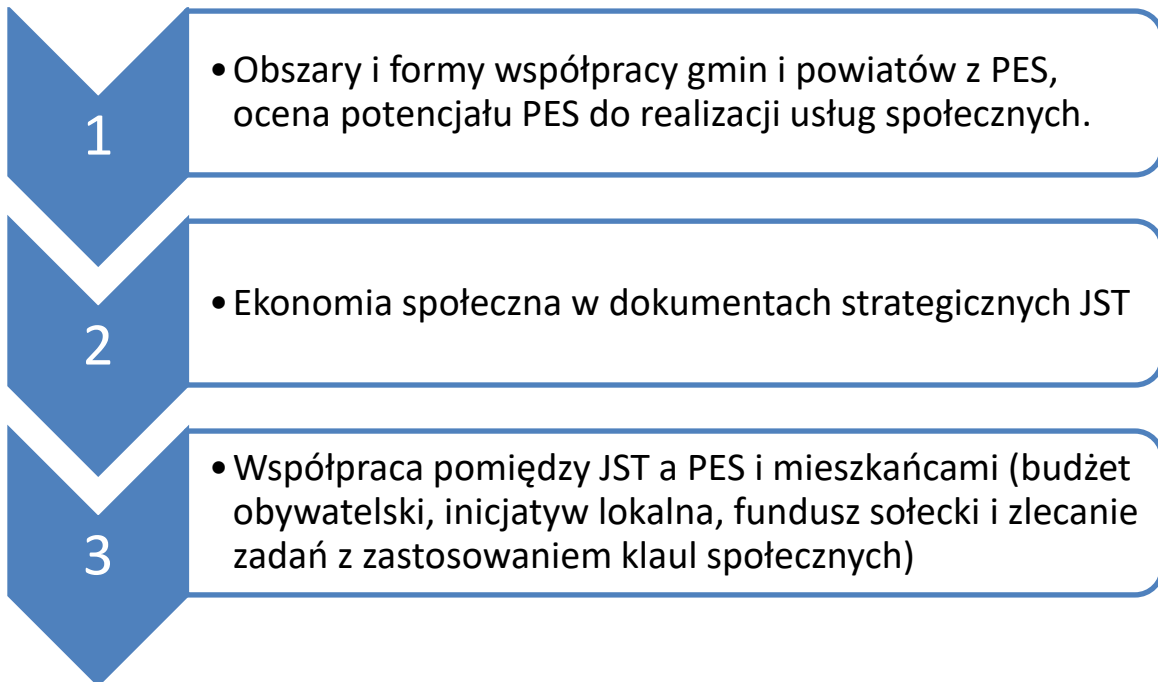 1
• Obszary i formy współpracy gmin i powiatów z PES,
ocena potencjału PES do realizacji usług społecznych.
2
• Ekonomia społeczna w dokumentach strategicznych JST
3
• Współpraca pomiędzy JST a PES i mieszkańcami (budżet
obywatelski, inicjatyw lokalna, fundusz sołecki i zlecanie
zadań z zastosowaniem klaul społecznych)